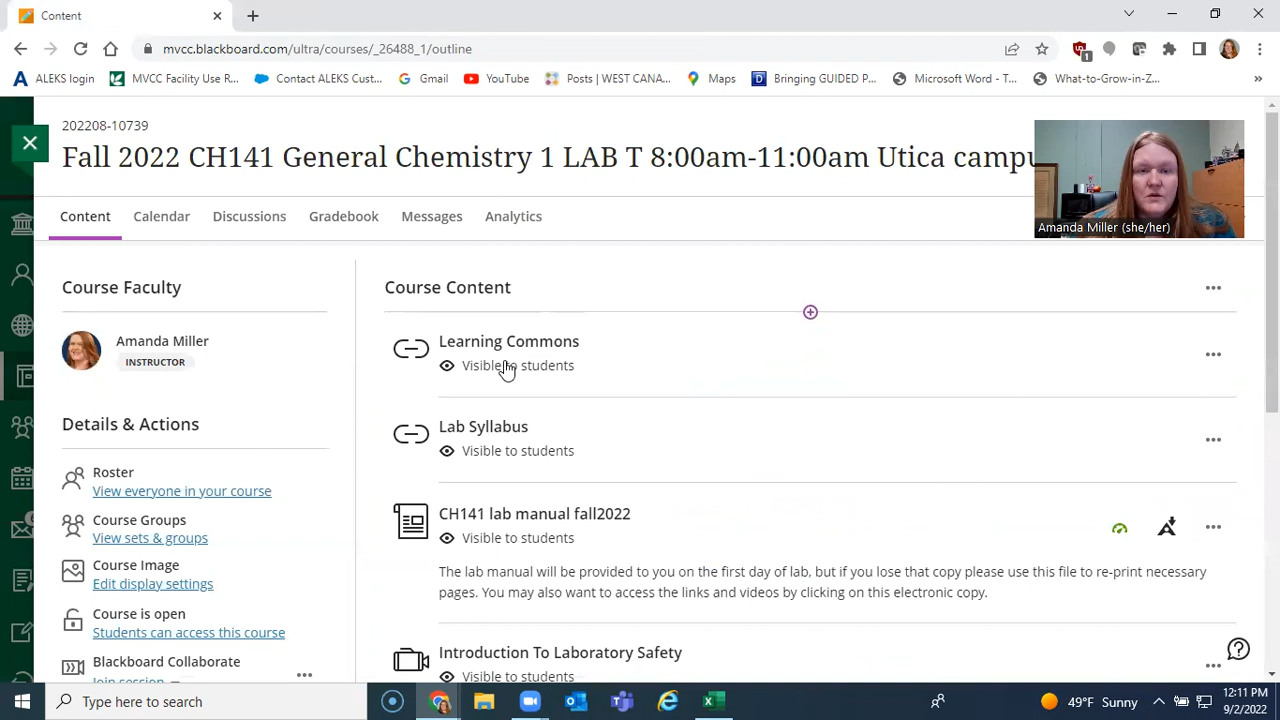 Content
mvcc.blackboard.com/ultra/courses/_26488_1/outline
1
ALEKS login
MVCC Facility Use R...
Contact ALEKS Cust...
Gmail
YouTube
Posts | WEST CANA...
Maps
Bringing GUIDED P...
Microsoft Word - T...
What-to-Grow-in-Z...
»
202208-10739
Fall 2022 CH141 General Chemistry 1 LAB T 8:00am-11:00am Utica campu
Amanda Miller (she/her)
Content Calendar Discussions Gradebook Messages Analytics
Course Faculty
Amanda Miller
INSTRUCTOR
Details & Actions
Roster
View everyone in your course
Course Groups
View sets & groups
Course Image
Edit display settings
Course is open
Students can access this course
Blackboard Collaborate
Join session
Course Content
Learning Commons
Visible to students
Lab Syllabus
Visible to students
CH141 lab manual fall2022
Visible to students
The lab manual will be provided to you on the first day of lab, but if you lose that copy please use this file to re-print necessary
pages. You may also want to access the links and videos by clicking on this electronic copy.
Introduction To Laboratory Safety
Visible to students
Type here to search
49°F Sunny
12:11 PM
9/2/2022